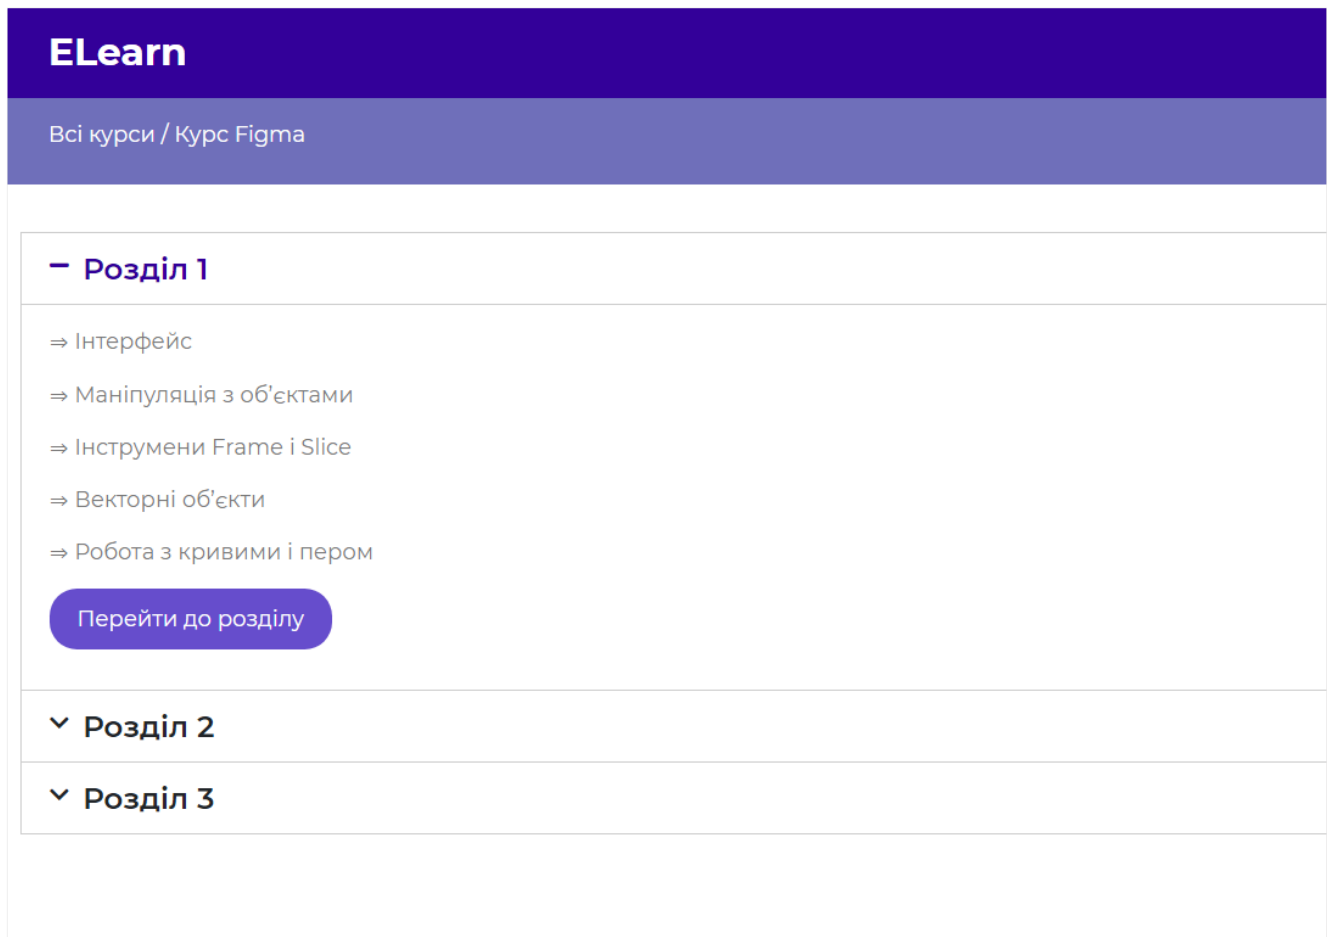 ELearn
Всі курси / Курс Figma
Розділ 1
⇒ Інтерфейс
⇒ Маніпуляція з об’єктами
⇒ Інструмени Frame і Slice
⇒ Векторні об’єкти
⇒ Робота з кривими і пером
Перейти до розділу
Розділ 2
Розділ 3